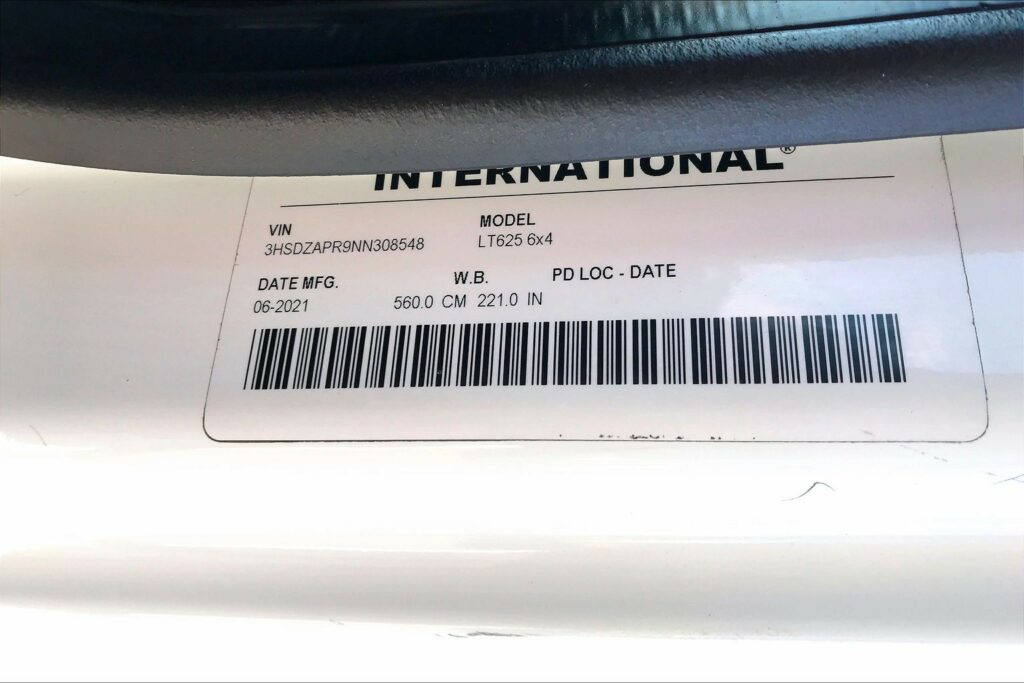 INTERNATIONAL®
VIN MODEL
3HSDZAPR9NN308548 LT625 6x4
DATE MFG. W.B. PD LOC - DATE
06-2021 560.0 CM 221.0 IN